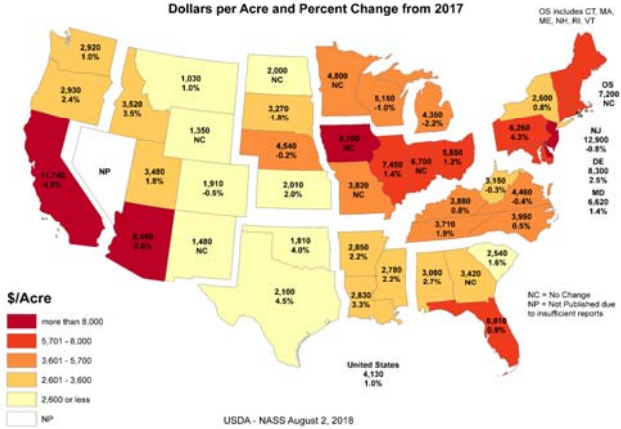 Dollars per Acre and Percent Change from 2017
OS includes CT, MA,
ME, NH, RI, VT
2,920
1.0%
2,930
2.4%
3,520
3.5%
1,030
1.0%
2,000
NC
4,800
NC
5,150
-1.0%
4,350
-2.2%
2,600
0.8%
OS
7,200
NC
1,350
NC
3,270
-1.8%
NC
6,260
4.3%
NJ
12,900
-0.8%
DE
8,300
2.5%
MD
6,620
1.4%
11,740
NP
3,480
1.8%
1,910
-0.5%
4,540
-0.2%
2,010
2.0%
3,820
NC
7,450
1.4%
6,700
NC
5,850
1.2%
3,150
-0.3%
4,460
-0.4%
3,880
0.8%
3,710
1.9%
3,990
0.5%
1,480
NC
1,810
4.0%
2,100
4.5%
2,850
2.2%
2,830
3.3%
2,780
2.2%
3,080
2.7%
3,420
NC
2,540
1.6%
0.9%
NC = No Change
NP = Not Published due
to insufficient reports
$/Acre
more than 8,000
5,701 - 8,000
3,601 - 5,700
2,601 - 3,600
2,600 or less
NP
United States
4,130
1.0%
USDA - NASS August 2, 2018